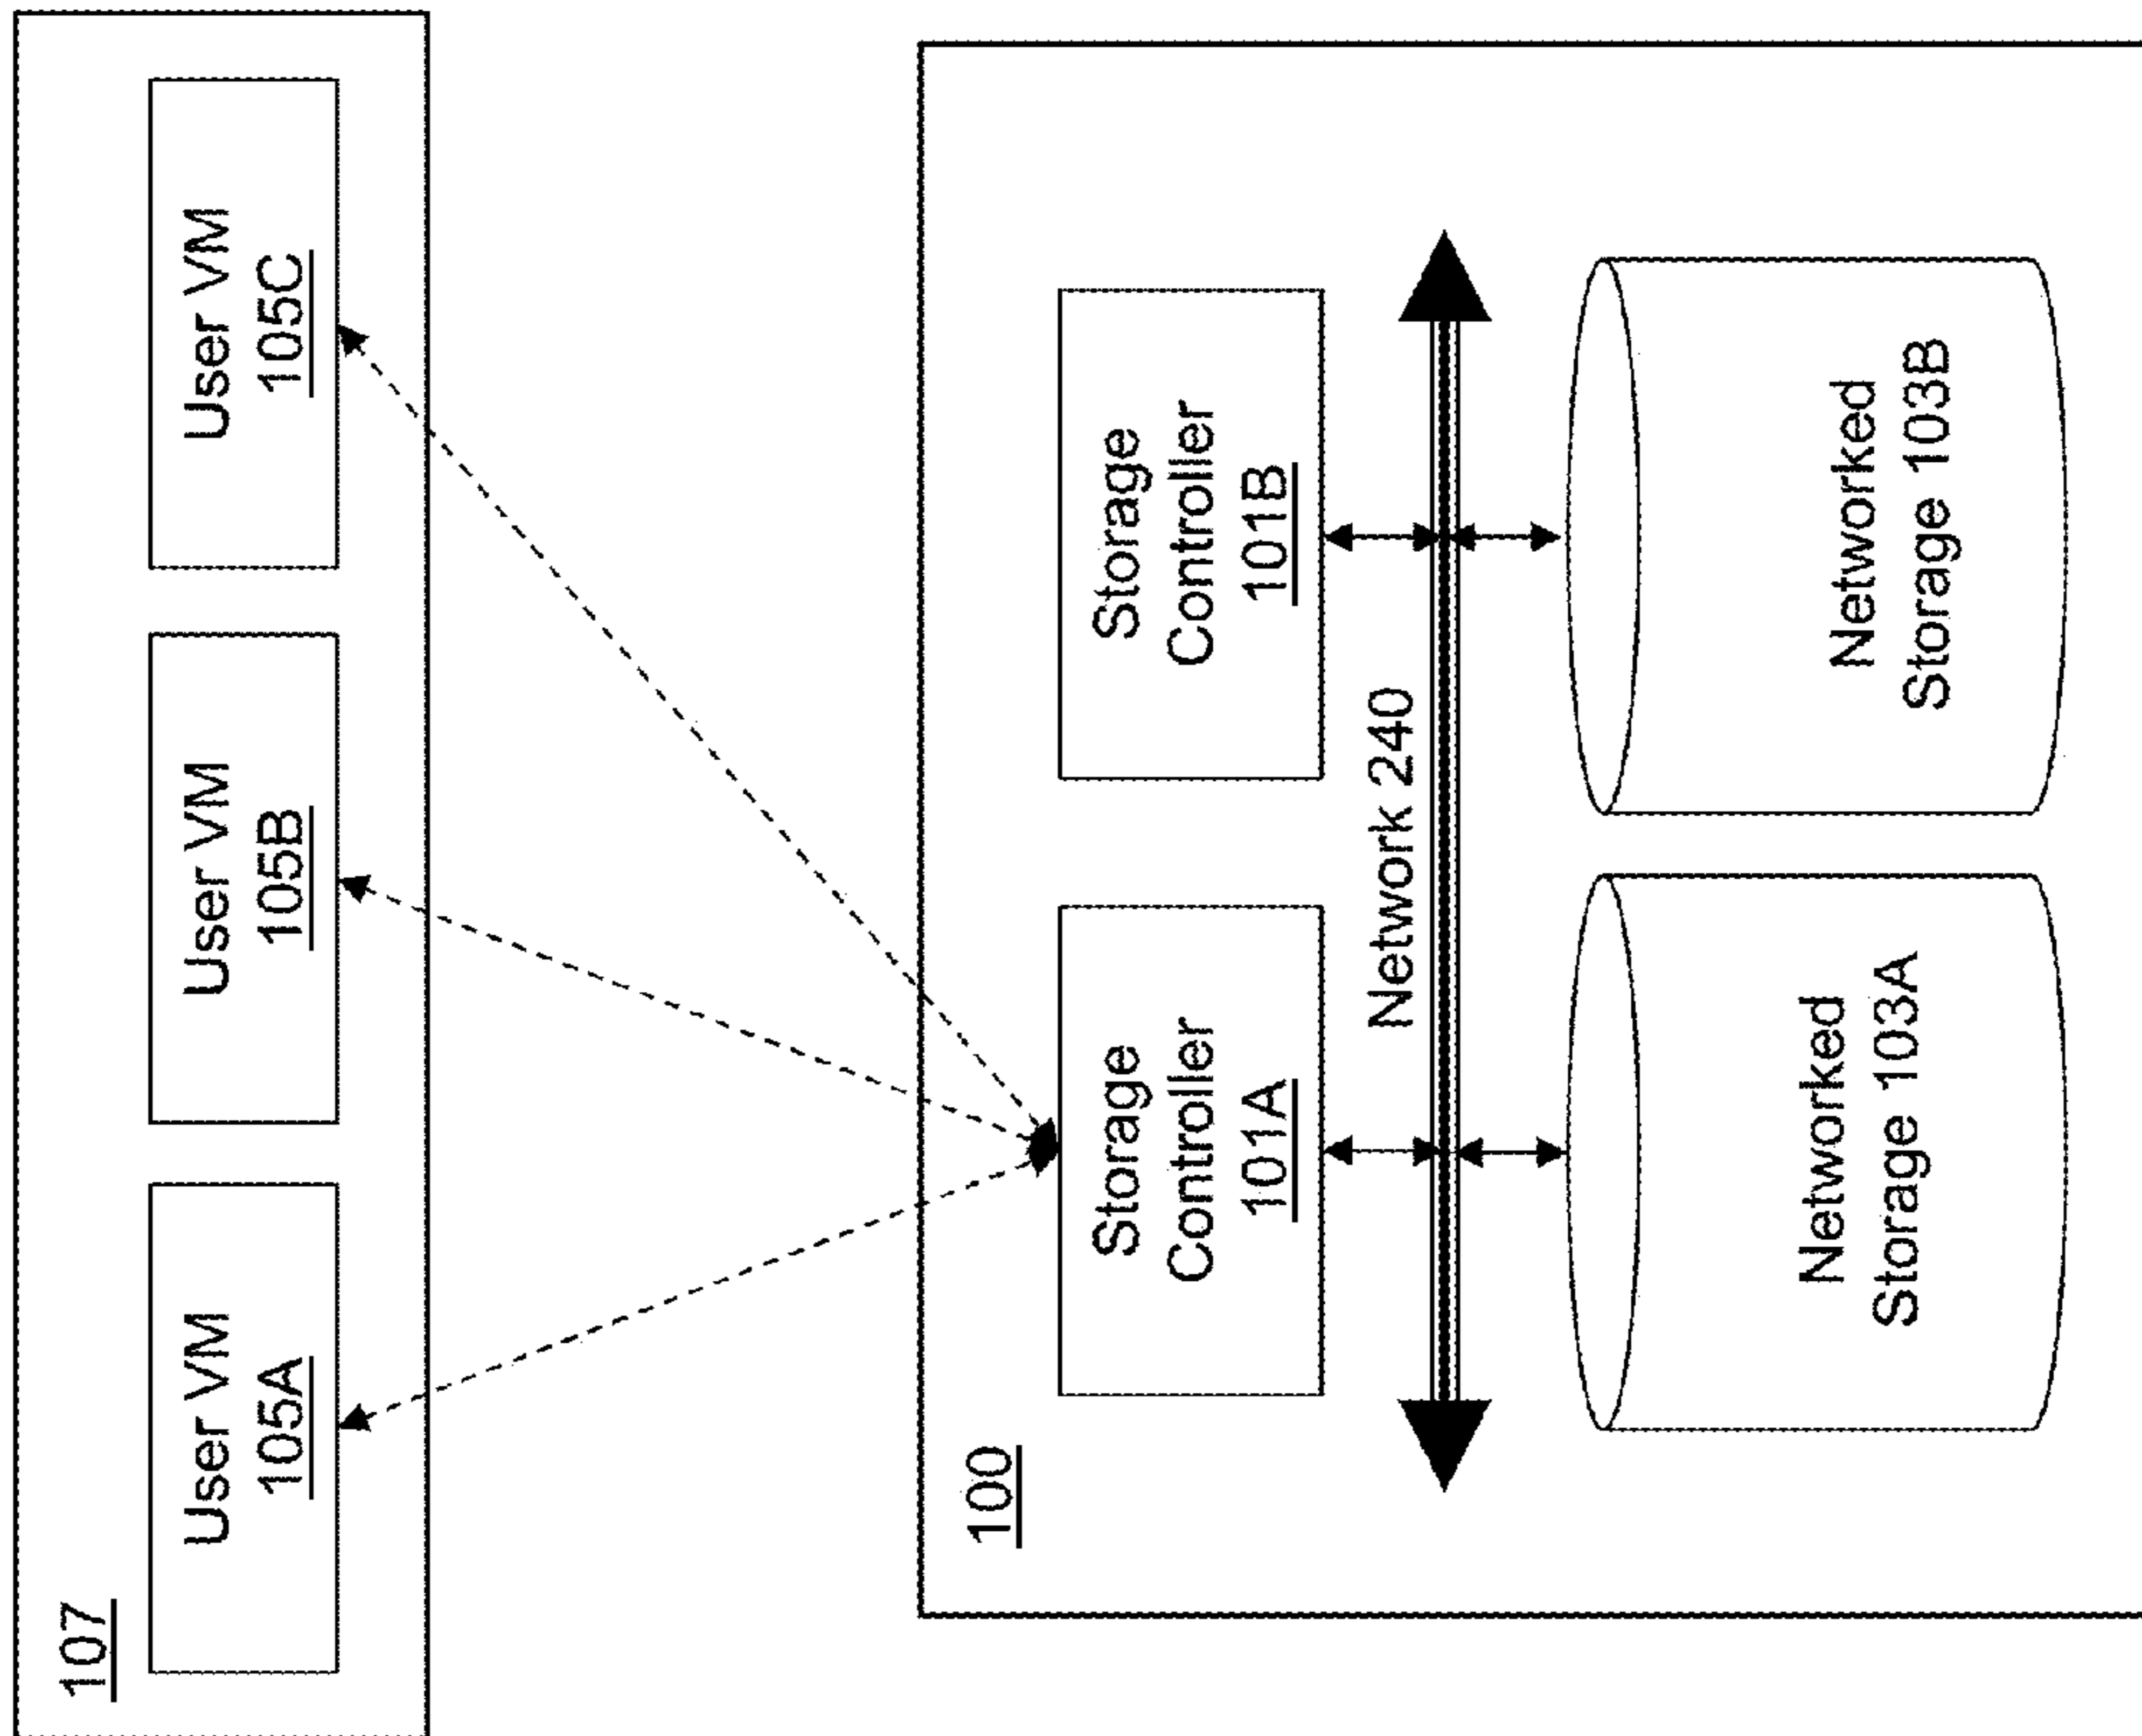 107
User VM
105A
User VM
105B
User VM
105C
100
Storage
Controller
101A
Storage
Controller
101B
Network 240
Networked
Storage 103A
Networked
Storage 103B